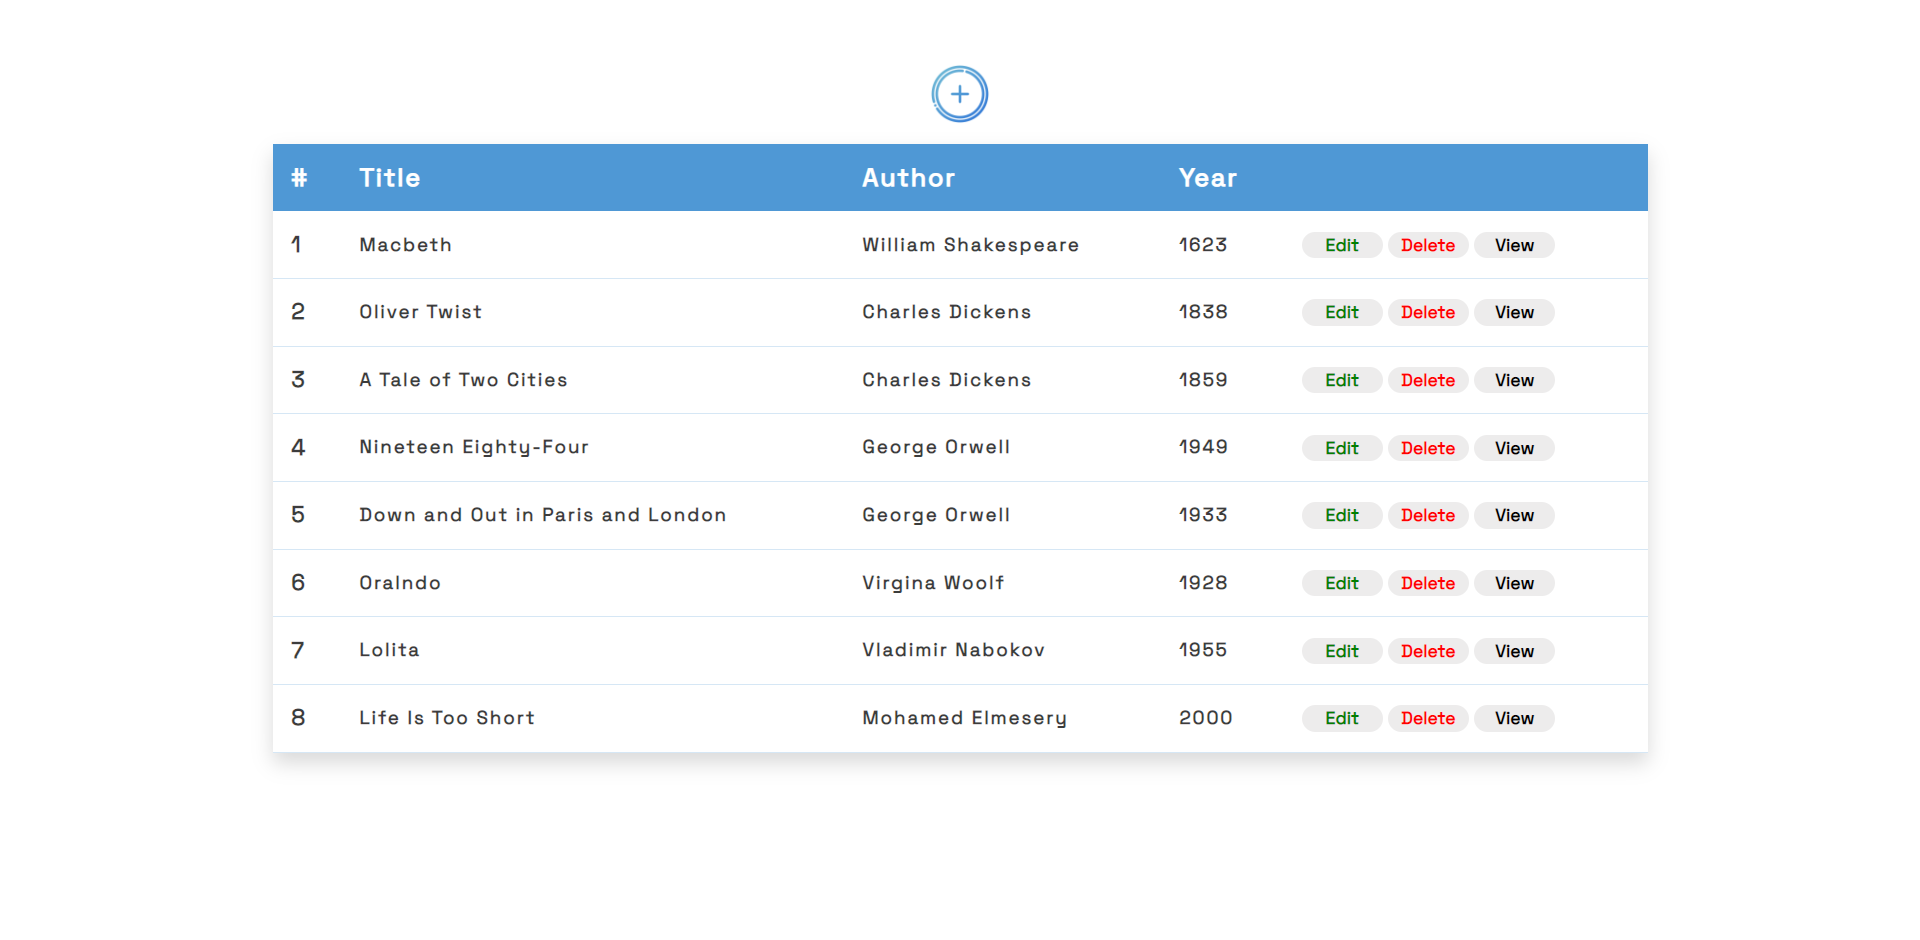 +
# Title Author Year
1 Macbeth William Shakespeare 1623 Edit Delete View
2 Oliver Twist Charles Dickens 1838 Edit Delete View
3 A Tale of Two Cities Charles Dickens 1859 Edit Delete View
4 Nineteen Eighty-Four George Orwell 1949 Edit Delete View
5 Down and Out in Paris and London George Orwell 1933 Edit Delete View
6 Oralndo Virgina Woolf 1928 Edit Delete View
7 Lolita Vladimir Nabokov 1955 Edit Delete View
8 Life Is Too Short Mohamed Elmesery 2000 Edit Delete View